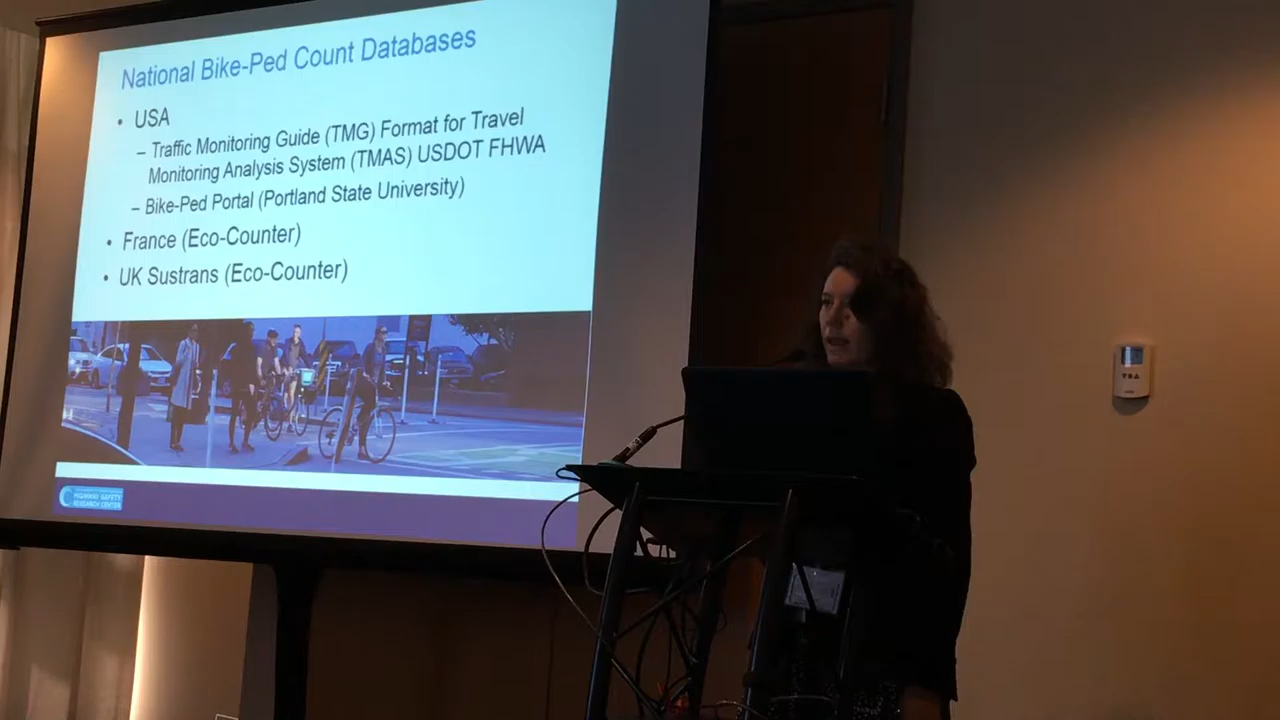 National Bike-Ped Count Databases
• USA
– Traffic Monitoring Guide (TMG) Format for Travel
Monitoring Analysis System (TMAS) USDOT FHWA
– Bike-Ped Portal (Portland State University)
• France (Eco-Counter)
• UK Sustrans (Eco-Counter)
HIGHWAY SAFETY
RESEARCH CENTER